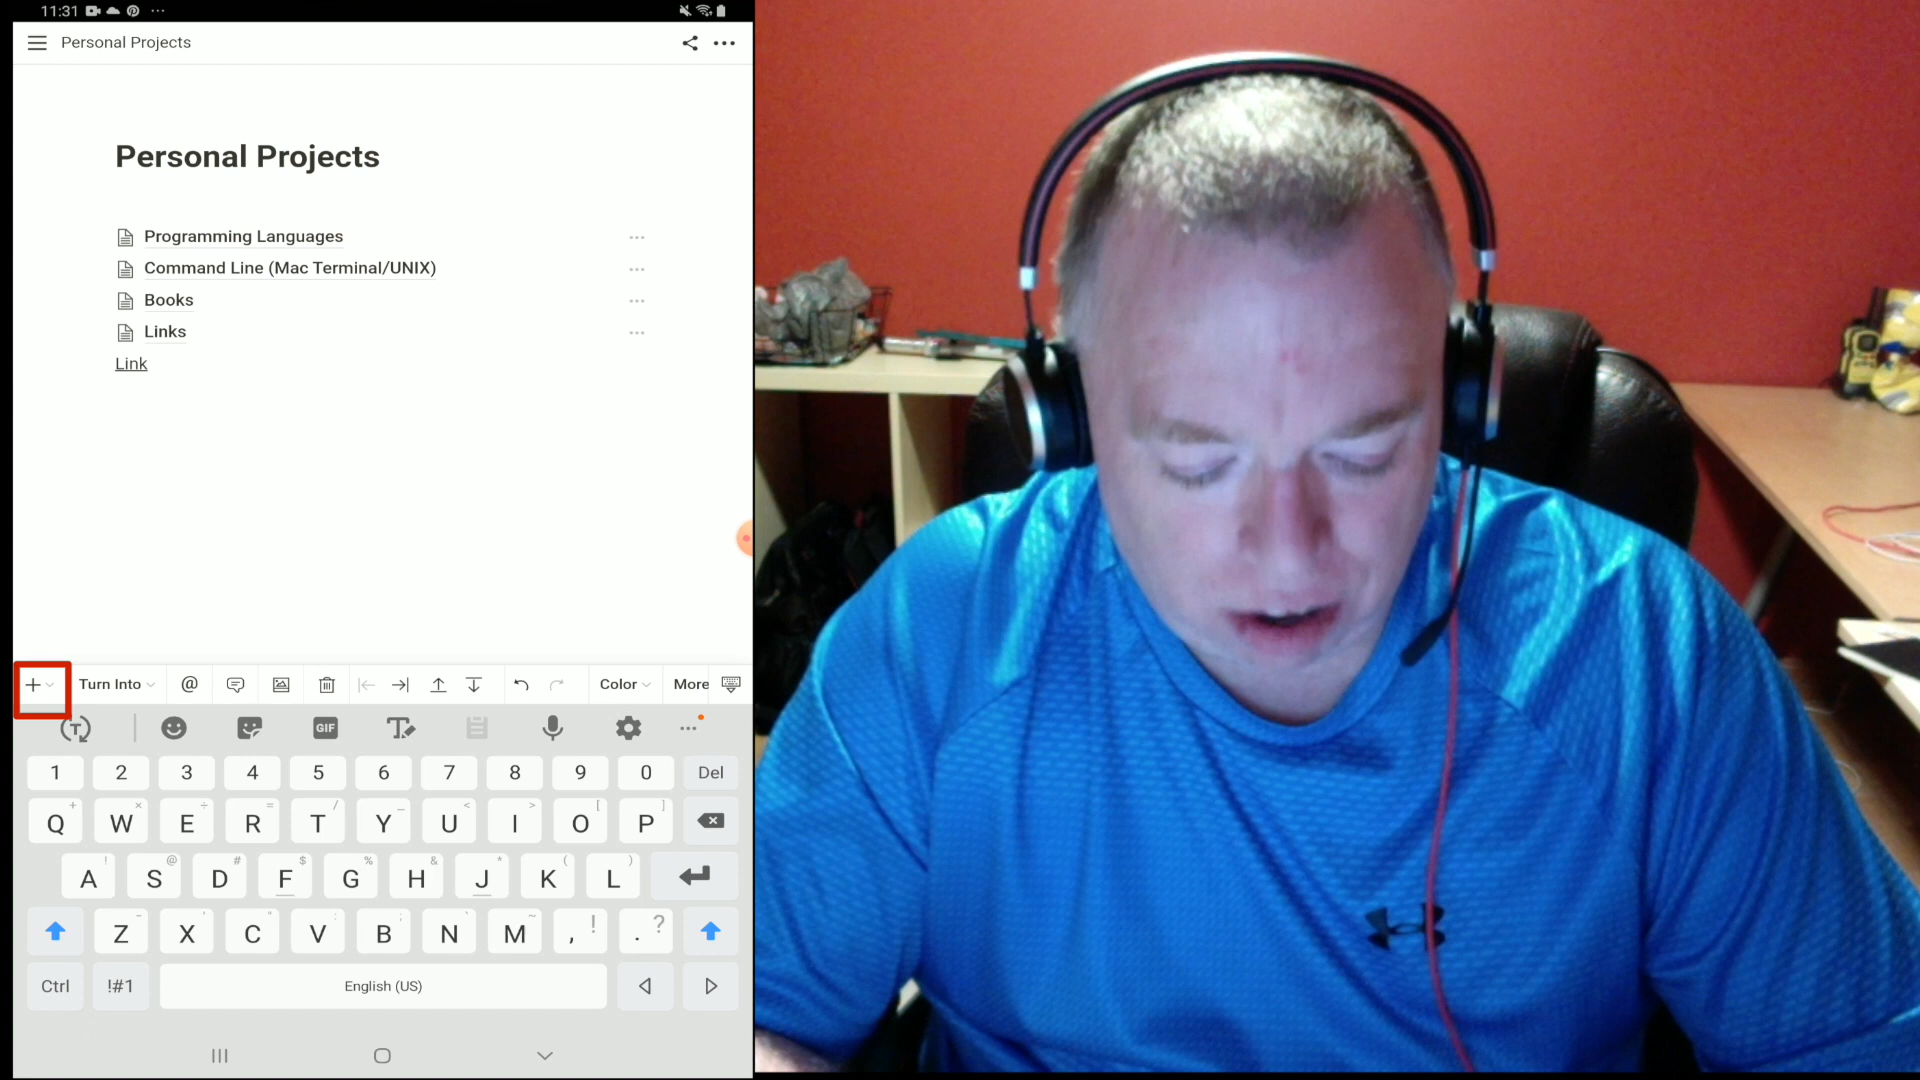 11:31
Personal Projects
Personal Projects
Programming Languages
Command Line (Mac Terminal/UNIX)
Books
Links
Link
Turn Into @ Color More
GIF
1 2 3 4 5 6 7 8 9 0 Del
+ × ÷ = / _ < > [ ]
Q W E R T Y U I O P
! @ # $ % & * ( )
A S D F G H J K L
- ' " : ; ` ~ ! ?
Z X C V B N M , .
Ctrl !#1 English (US)